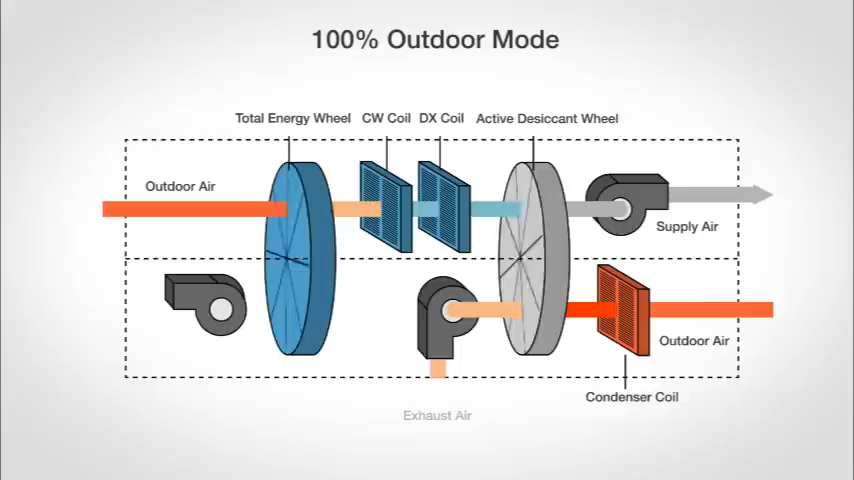 100% Outdoor Mode
Total Energy Wheel
CW Coil
DX Coil
Active Desiccant Wheel
Outdoor Air
Supply Air
Outdoor Air
Condenser Coil
Exhaust Air